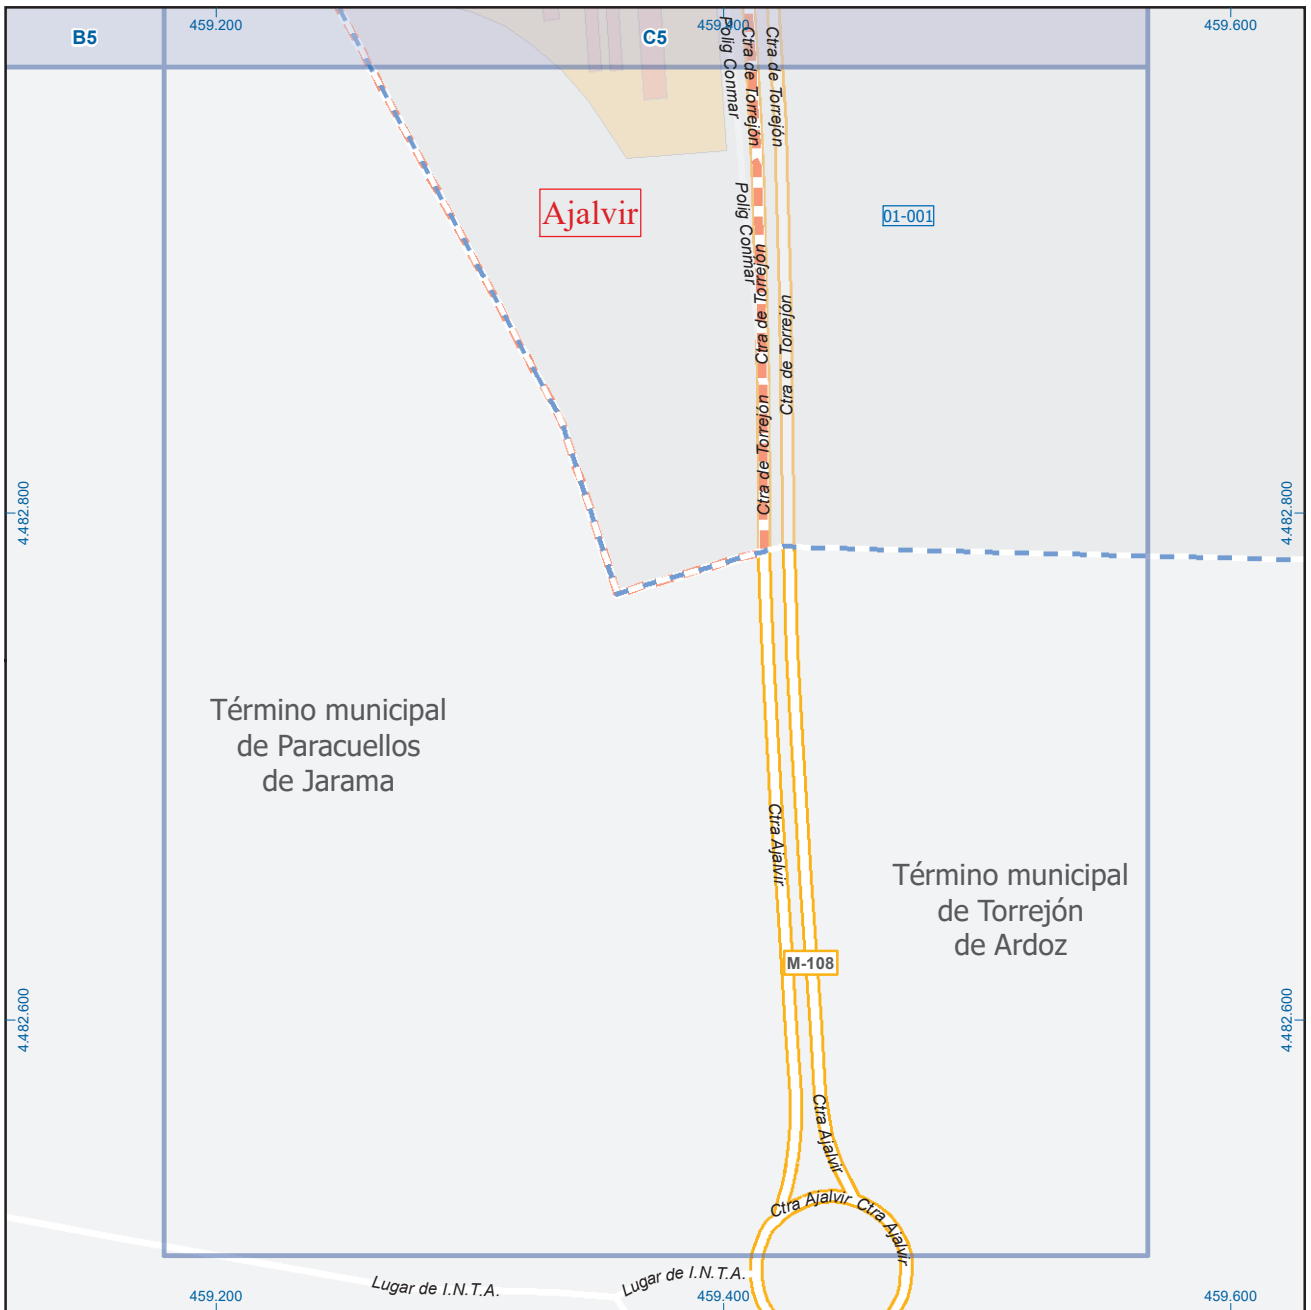 459.200
459.400
459.600
B5
C5
Polig Conmar
Ctra de Torrejón
Ctra de Torrejón
Ajalvir
01-001
Polig Conmar
Ctra de Torrejón
Ctra de Torrejón
Ctra de Torrejón
4.482.800
4.482.800
Término municipal
de Paracuellos
de Jarama
Ctra Ajalvir
Término municipal
de Torrejón
de Ardoz
M-108
4.482.600
4.482.600
Ctra Ajalvir
Ctra Ajalvir
Ctra Ajalvir
Lugar de I.N.T.A.
Lugar de I.N.T.A.
459.200
459.400
459.600